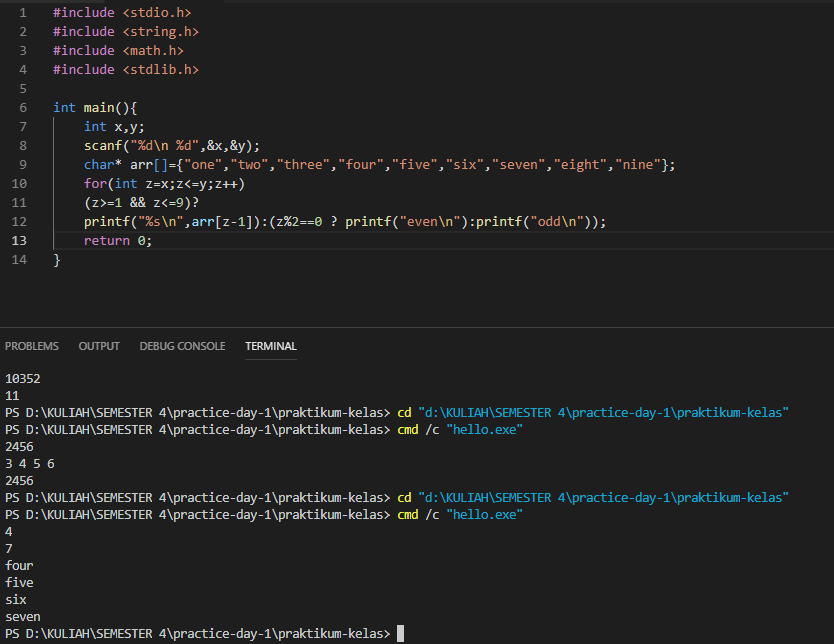 1 #include <stdio.h>
2 #include <string.h>
3 #include <math.h>
4 #include <stdlib.h>
5
6 int main(){
7 int x,y;
8 scanf("%d\n %d",&x,&y);
9 char* arr[]={"one","two","three","four","five","six","seven","eight","nine"};
10 for(int z=x;z<=y;z++)
11 (z>=1 && z<=9)?
12 printf("%s\n",arr[z-1]):(z%2==0 ? printf("even\n"):printf("odd\n"));
13 return 0;
14 }
PROBLEMS OUTPUT DEBUG CONSOLE TERMINAL
10352
11
PS D:\KULIAH\SEMESTER 4\practice-day-1\praktikum-kelas> cd "d:\KULIAH\SEMESTER 4\practice-day-1\praktikum-kelas"
PS D:\KULIAH\SEMESTER 4\practice-day-1\praktikum-kelas> cmd /c "hello.exe"
2456
3 4 5 6
2456
PS D:\KULIAH\SEMESTER 4\practice-day-1\praktikum-kelas> cd "d:\KULIAH\SEMESTER 4\practice-day-1\praktikum-kelas"
PS D:\KULIAH\SEMESTER 4\practice-day-1\praktikum-kelas> cmd /c "hello.exe"
4
7
four
five
six
seven
PS D:\KULIAH\SEMESTER 4\practice-day-1\praktikum-kelas>